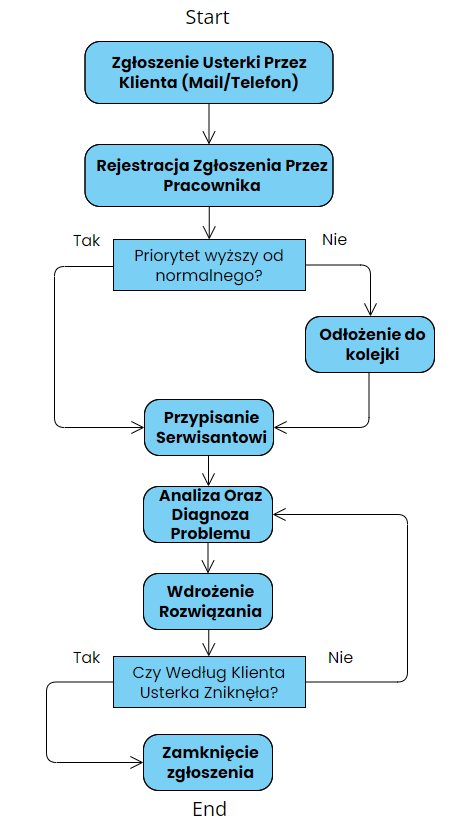 Start
Zgłoszenie Usterki Przez
Klienta (Mail/Telefon)
Rejestracja Zgłoszenia Przez
Pracownika
Tak
Nie
Priorytet wyższy od
normalnego?
Odłożenie do
kolejki
Przypisanie
Serwisantowi
Analiza Oraz
Diagnoza
Problemu
Wdrożenie
Rozwiązania
Tak
Nie
Czy Według Klienta
Usterka Zniknęła?
Zamknięcie
zgłoszenia
End